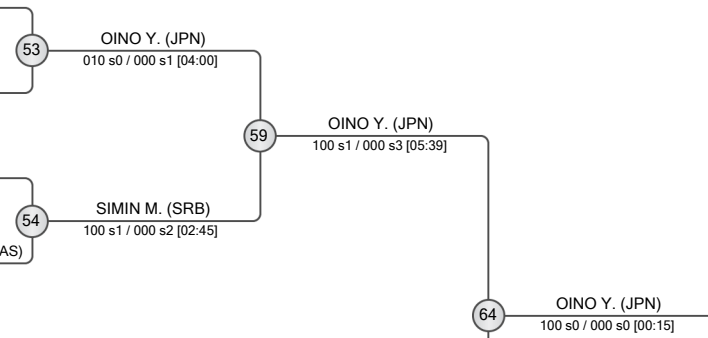 53
OINO Y. (JPN)
010 s0 / 000 s1 [04:00]
OINO Y. (JPN)
59
100 s1 / 000 s3 [05:39]
SIMIN M. (SRB)
54
100 s1 / 000 s2 [02:45]
AS)
OINO Y. (JPN)
64
100 s0 / 000 s0 [00:15]